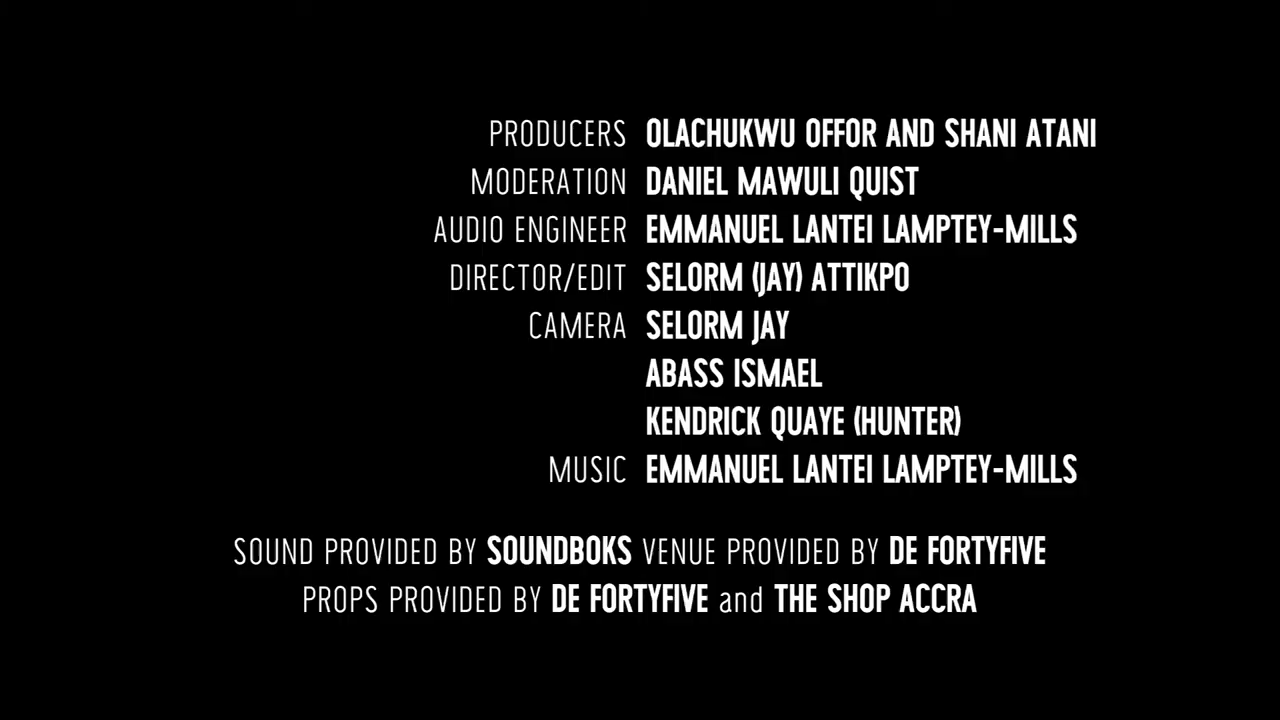 PRODUCERS OLACHUKWU OFFOR AND SHANI ATANI
MODERATION DANIEL MAWULI QUIST
AUDIO ENGINEER EMMANUEL LANTEI LAMPTEY-MILLS
DIRECTOR/EDIT SELORM (JAY) ATTIKPO
CAMERA SELORM JAY
ABASS ISMAEL
KENDRICK QUAYE (HUNTER)
MUSIC EMMANUEL LANTEI LAMPTEY-MILLS
SOUND PROVIDED BY SOUNDBOKS VENUE PROVIDED BY DE FORTYFIVE
PROPS PROVIDED BY DE FORTYFIVE and THE SHOP ACCRA